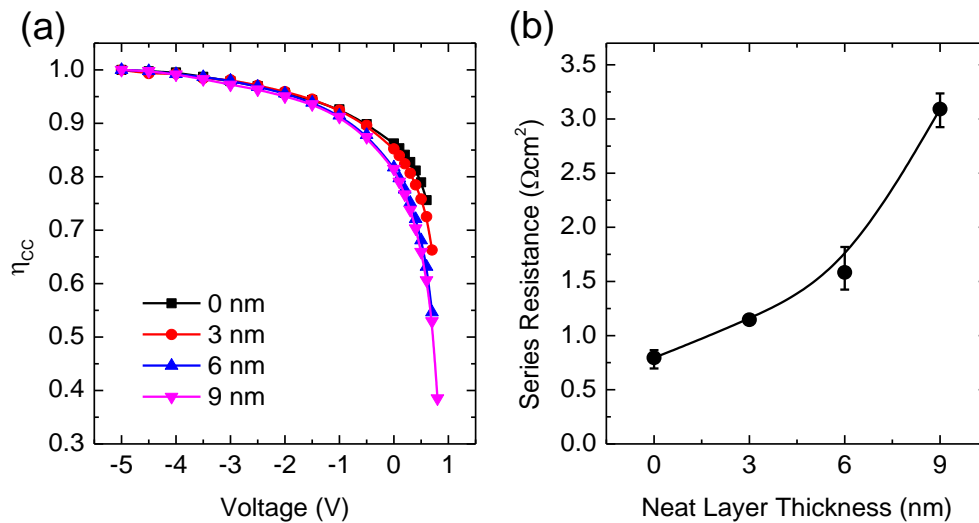 (a)
(b)
1.0
0.9
0.8
0.7
0.6
0.5
0.4
0.3
-5 -4 -3 -2 -1 0 1
Voltage (V)
ηCC
0 nm
3 nm
6 nm
9 nm
3.5
3.0
2.5
2.0
1.5
1.0
0.5
0.0
0 3 6 9
Neat Layer Thickness (nm)
Series Resistance (Ωcm²)